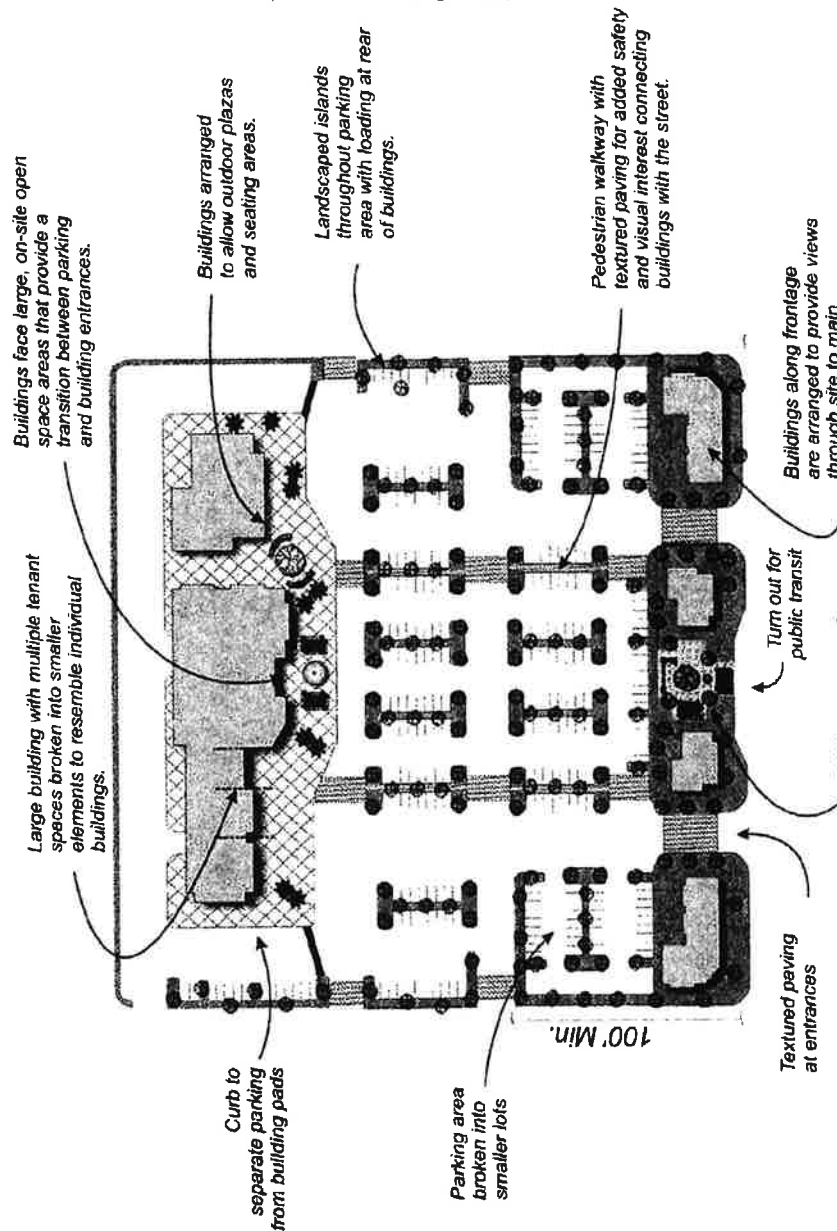 Large building with multiple tenant
spaces broken into smaller
elements to resemble individual
buildings.
Buildings face large, on-site open
space areas that provide a
transition between parking
and building entrances.
Curb to
separate parking
from building pads
Buildings arranged
to allow outdoor plazas
and seating areas.
Landscaped islands
throughout parking
area with loading at rear
of buildings.
Parking area
broken into
smaller lots
100' Min.
Pedestrian walkway with
textured paving for added safety
and visual interest connecting
buildings with the street.
Textured paving
at entrances
Turn out for
public transit
Buildings along frontage
are arranged to provide views
through site to main